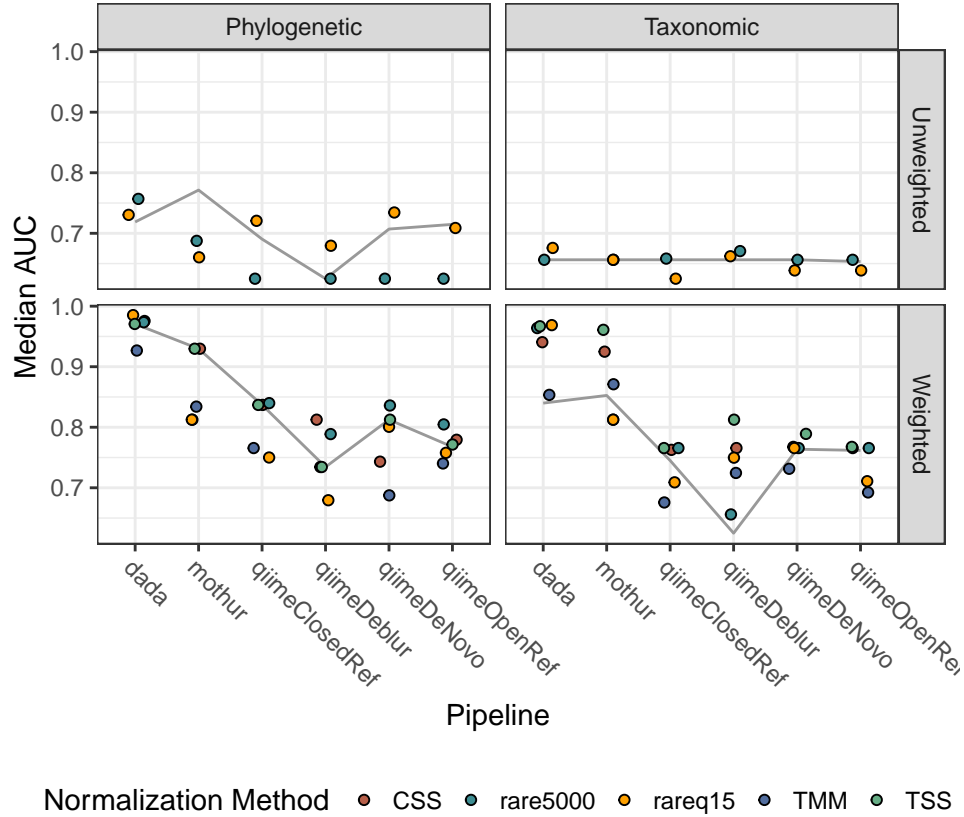 Phylogenetic Taxonomic
Median AUC
1.0
0.9
0.8
0.7
Unweighted
1.0
0.9
0.8
0.7
Weighted
dada mothur qiimeClosedRef qiimeDeblur qiimeDeNovo qiimeOpenRef dada mothur qiimeClosedRef qiimeDeblur qiimeDeNovo qiimeOpenRef
Pipeline
Normalization Method CSS rare5000 rareq15 TMM TSS